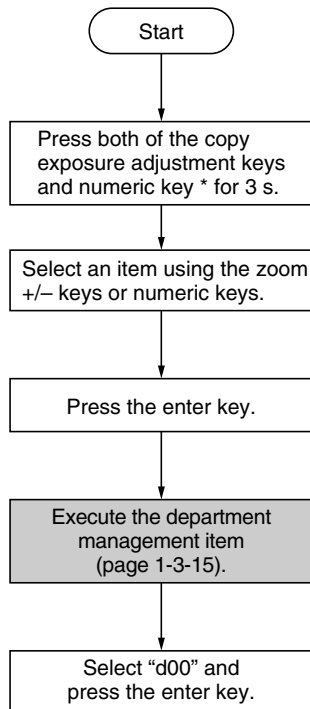 Start
Press both of the copy
exposure adjustment keys
and numeric key * for 3 s.
Select an item using the zoom
+/– keys or numeric keys.
Press the enter key.
Execute the department
management item
(page 1-3-15).
Select “d00” and
press the enter key.